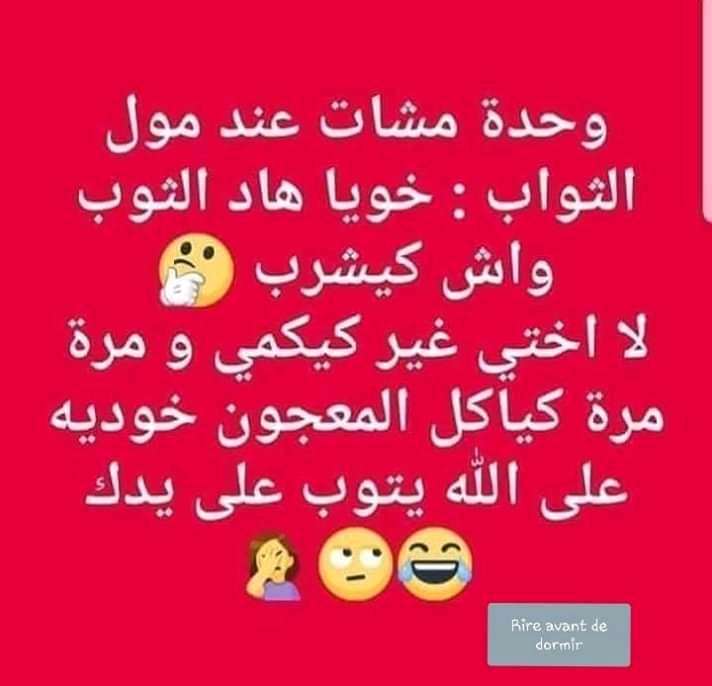 وحدة مشات عند مول
الثواب : خويا هاد الثوب
واش كيشرب 🤔
لا اختي غير كيكمي و مرة
مرة كياكل المعجون خوديه
على الله يتوب على يدك
😂 🙄 🤦‍♀️
Rire avant de
dormir